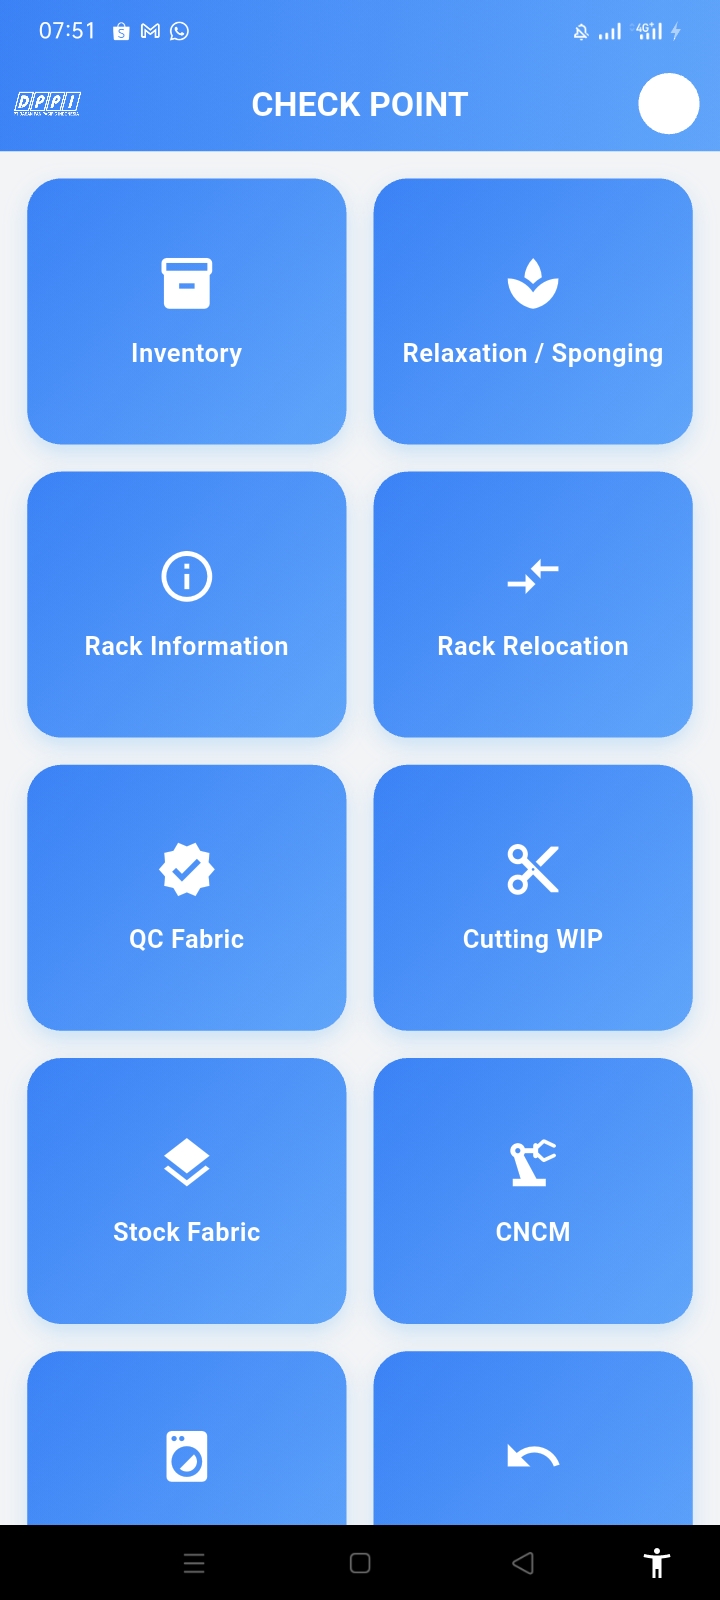 07:51
4G+
DPPI
CHECK POINT
Inventory
Relaxation / Sponging
Rack Information
Rack Relocation
QC Fabric
Cutting WIP
Stock Fabric
CNCM